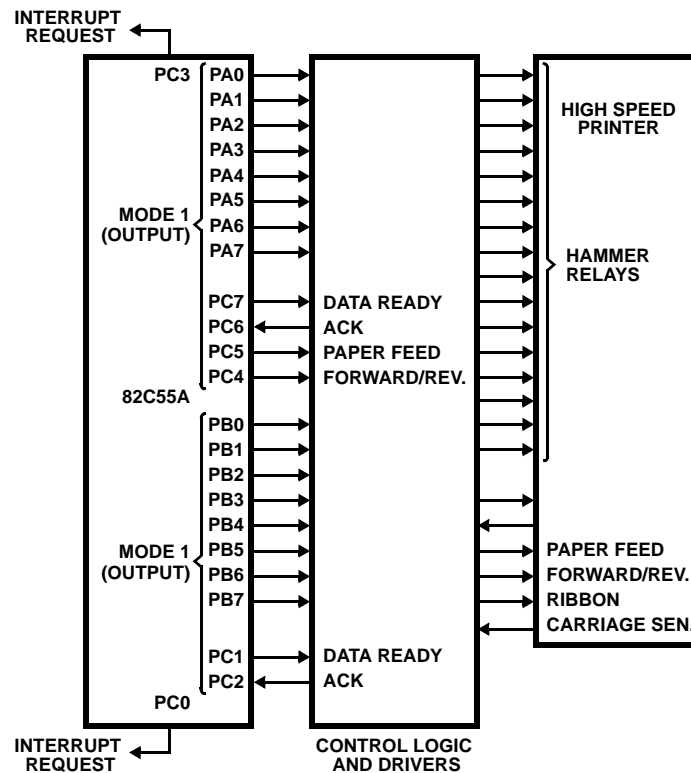 INTERRUPT
REQUEST
PC3
PA0
PA1
PA2
PA3
PA4
PA5
PA6
PA7
MODE 1
(OUTPUT)
PC7
PC6
PC5
PC4
82C55A
PB0
PB1
PB2
PB3
PB4
PB5
PB6
PB7
MODE 1
(OUTPUT)
PC1
PC2
PC0
INTERRUPT
REQUEST
DATA READY
ACK
PAPER FEED
FORWARD/REV.
DATA READY
ACK
CONTROL LOGIC
AND DRIVERS
HIGH SPEED
PRINTER
HAMMER
RELAYS
PAPER FEED
FORWARD/REV.
RIBBON
CARRIAGE SEN.